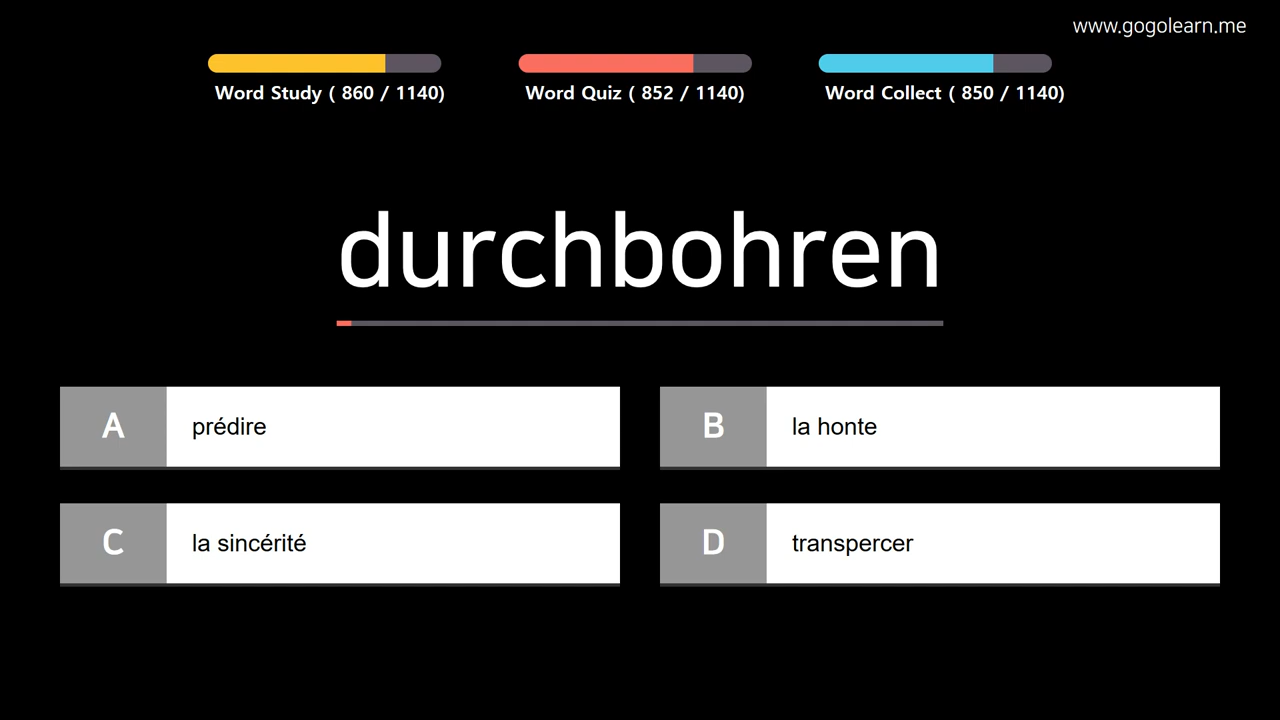 www.gogolearn.me
Word Study ( 860 / 1140)
Word Quiz ( 852 / 1140)
Word Collect ( 850 / 1140)
durchbohren
A
prédire
B
la honte
C
la sincérité
D
transpercer